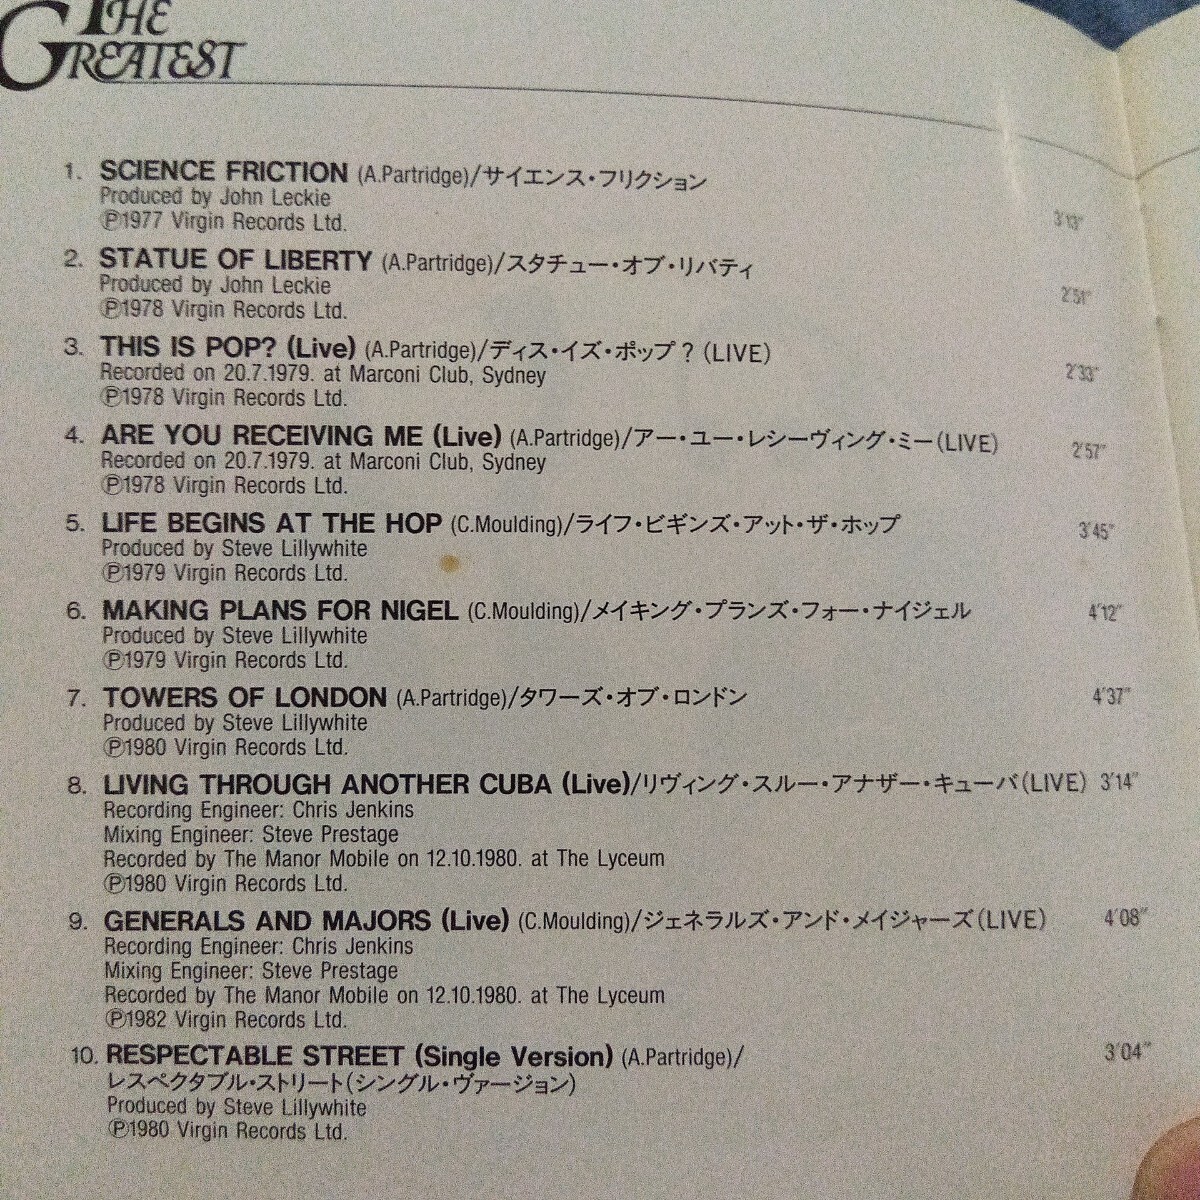 THE
GREATEST
1. SCIENCE FRICTION (A.Partridge)/サイエンス・フリクション
Produced by John Leckie
Ⓟ1977 Virgin Records Ltd. 3'13"
2. STATUE OF LIBERTY (A.Partridge)/スタチュー・オブ・リバティ
Produced by John Leckie 2'51"
Ⓟ1978 Virgin Records Ltd.
3. THIS IS POP? (Live) (A.Partridge)/ディス・イズ・ポップ？(LIVE)
Recorded on 20.7.1979. at Marconi Club, Sydney 2'33"
Ⓟ1978 Virgin Records Ltd.
4. ARE YOU RECEIVING ME (Live) (A.Partridge)/アー・ユー・レシーヴィング・ミー(LIVE) 2'57"
Recorded on 20.7.1979. at Marconi Club, Sydney
Ⓟ1978 Virgin Records Ltd.
5. LIFE BEGINS AT THE HOP (C.Moulding)/ライフ・ビギンズ・アット・ザ・ホップ 3'45"
Produced by Steve Lillywhite
Ⓟ1979 Virgin Records Ltd.
6. MAKING PLANS FOR NIGEL (C.Moulding)/メイキング・プランズ・フォー・ナイジェル 4'12"
Produced by Steve Lillywhite
Ⓟ1979 Virgin Records Ltd.
7. TOWERS OF LONDON (A.Partridge)/タワーズ・オブ・ロンドン 4'37"
Produced by Steve Lillywhite
Ⓟ1980 Virgin Records Ltd.
8. LIVING THROUGH ANOTHER CUBA (Live)/リヴィング・スルー・アナザー・キューバ(LIVE) 3'14"
Recording Engineer: Chris Jenkins
Mixing Engineer: Steve Prestage
Recorded by The Manor Mobile on 12.10.1980. at The Lyceum
Ⓟ1980 Virgin Records Ltd.
9. GENERALS AND MAJORS (Live) (C.Moulding)/ジェネラルズ・アンド・メイジャーズ(LIVE) 4'08"
Recording Engineer: Chris Jenkins
Mixing Engineer: Steve Prestage
Recorded by The Manor Mobile on 12.10.1980. at The Lyceum
Ⓟ1982 Virgin Records Ltd.
10. RESPECTABLE STREET (Single Version) (A.Partridge)/ 3'04"
レスペクタブル・ストリート(シングル・ヴァージョン)
Produced by Steve Lillywhite
Ⓟ1980 Virgin Records Ltd.